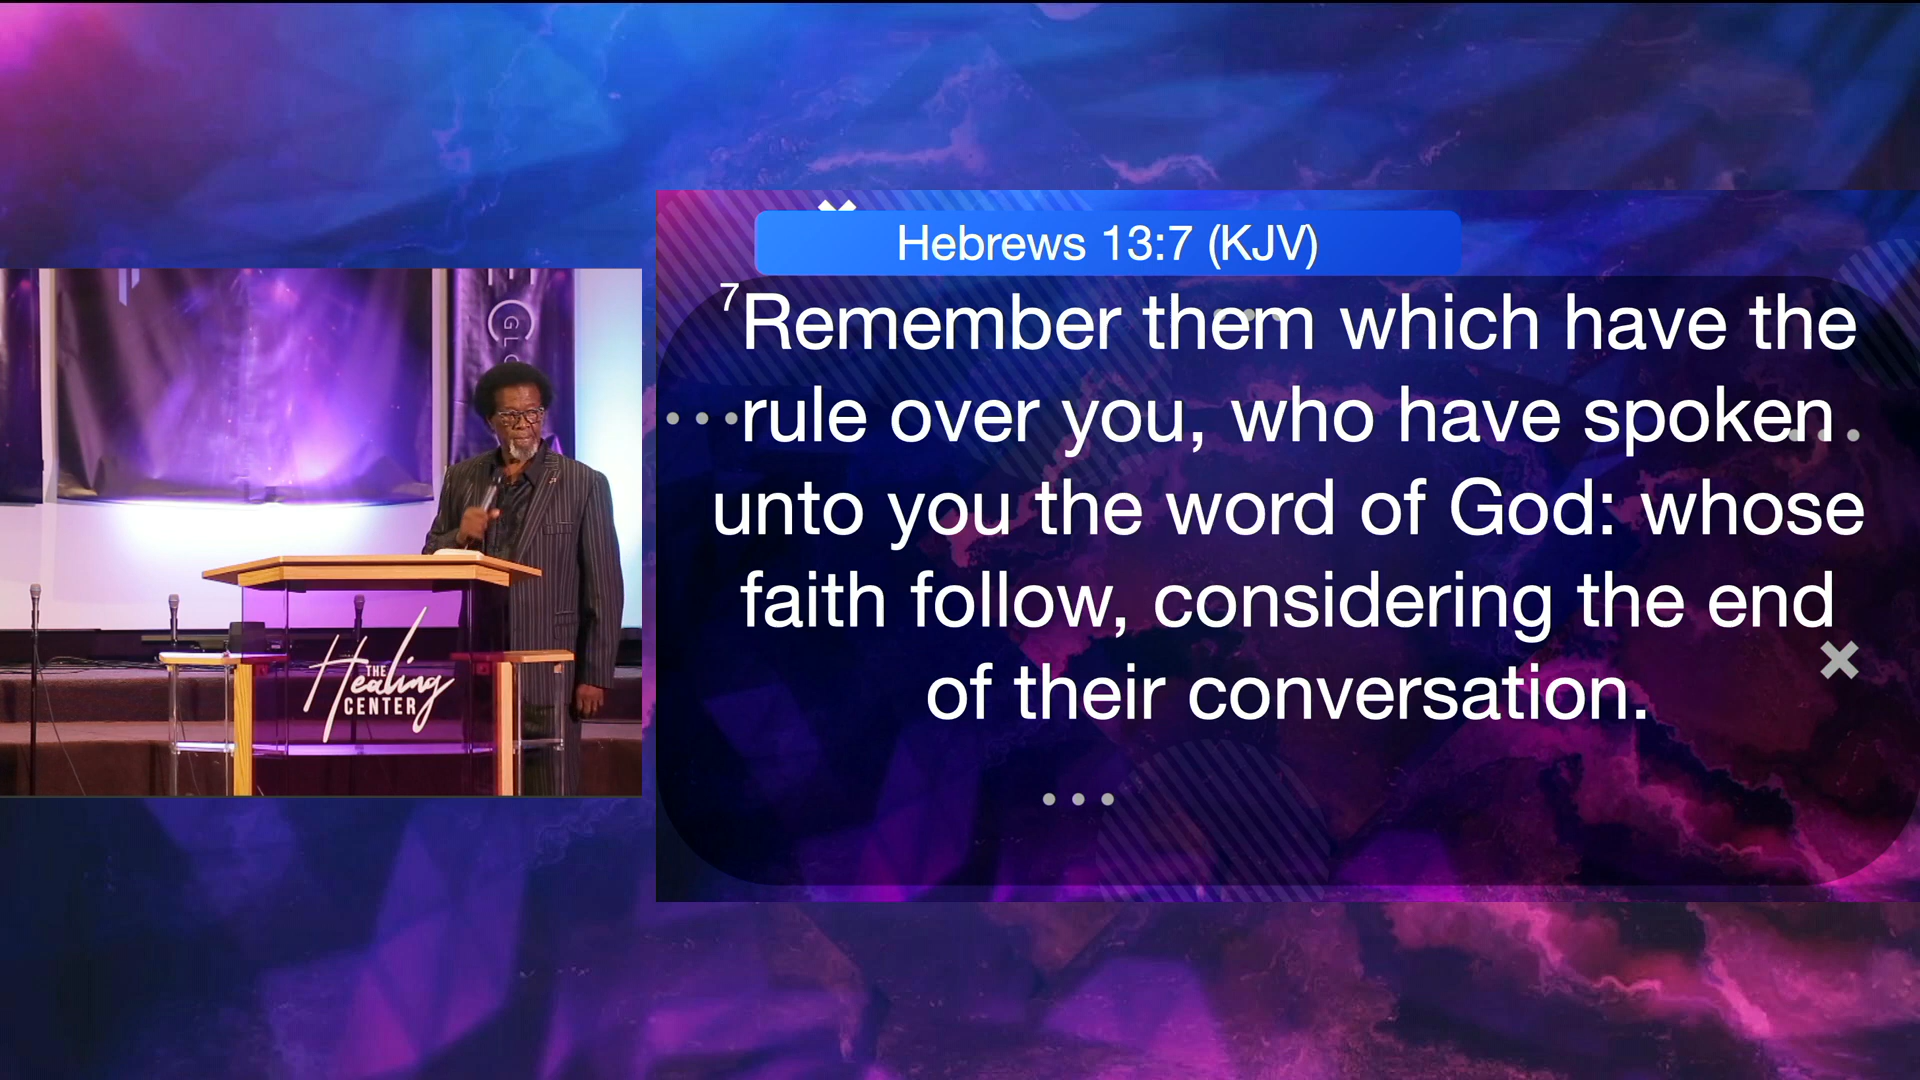 Hebrews 13:7 (KJV)
7Remember them which have the
rule over you, who have spoken
unto you the word of God: whose
faith follow, considering the end
of their conversation.
THE
Healing
CENTER